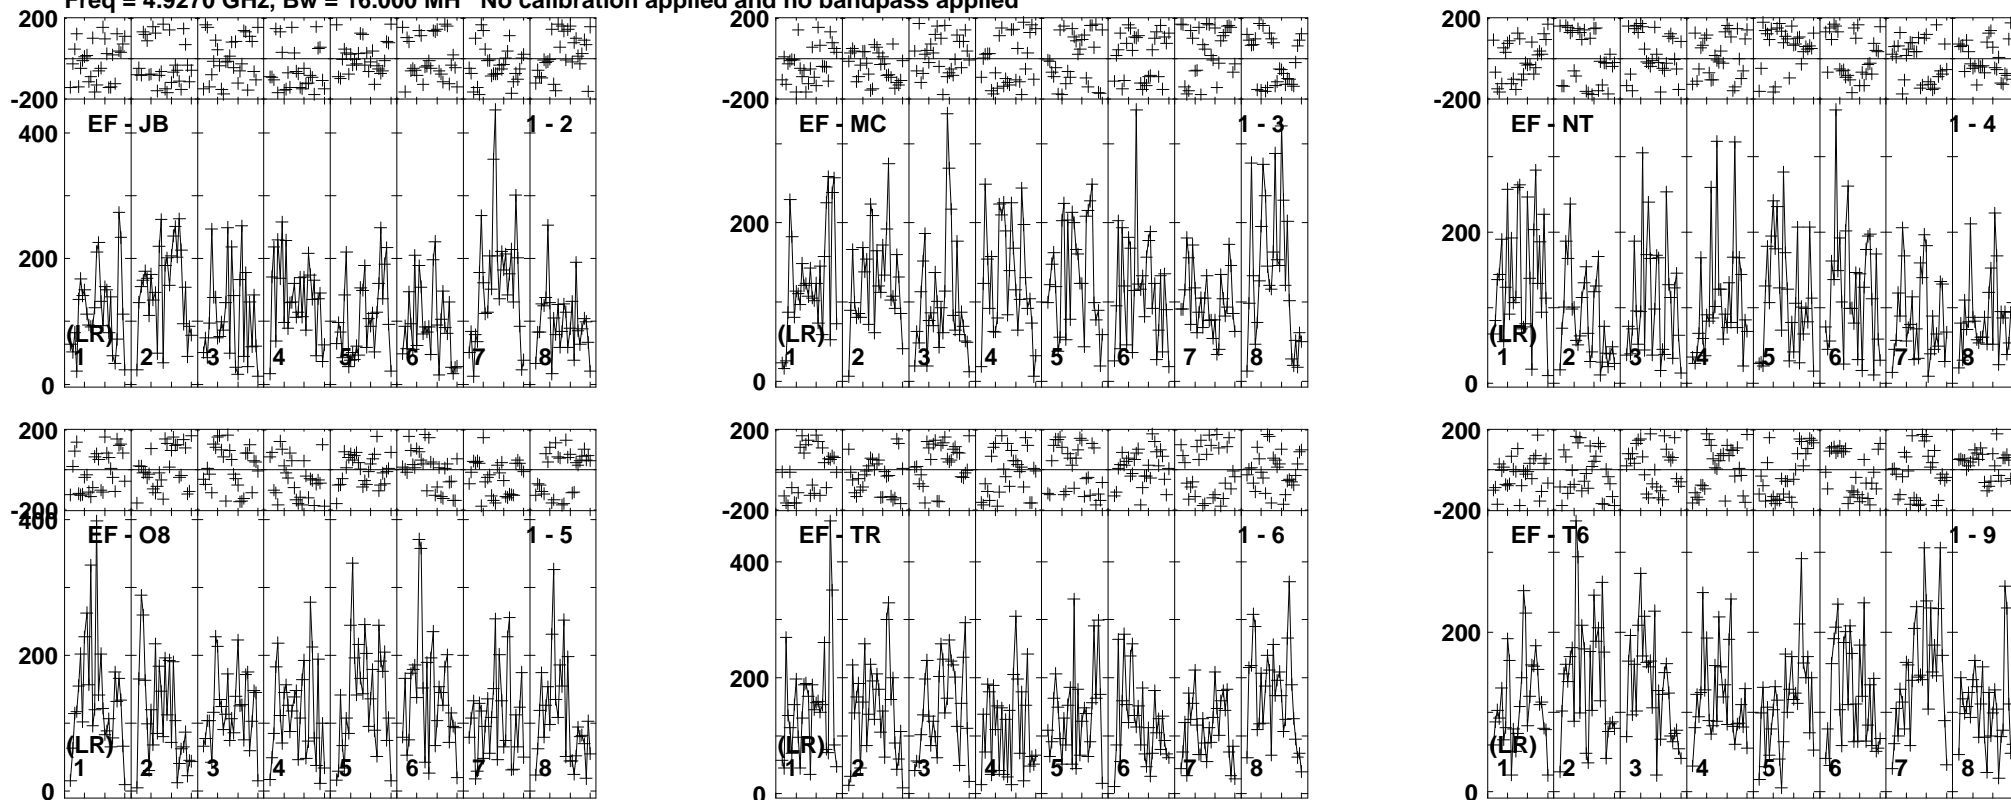 Freq = 4.9270 GHz, Bw = 16.000 MH No calibration applied and no bandpass applied
200
-200
EF - JB
1 - 2
400
200
0
(LR)
1 2 3 4 5 6 7 8
200
-200
EF - MC
1 - 3
200
0
(LR)
1 2 3 4 5 6 7 8
200
-200
EF - NT
1 - 4
200
0
(LR)
1 2 3 4 5 6 7 8
200
-200
400
EF - O8
1 - 5
200
0
(LR)
1 2 3 4 5 6 7 8
200
-200
EF - TR
1 - 6
400
200
0
(LR)
1 2 3 4 5 6 7 8
200
-200
EF - T6
1 - 9
200
0
(LR)
1 2 3 4 5 6 7 8